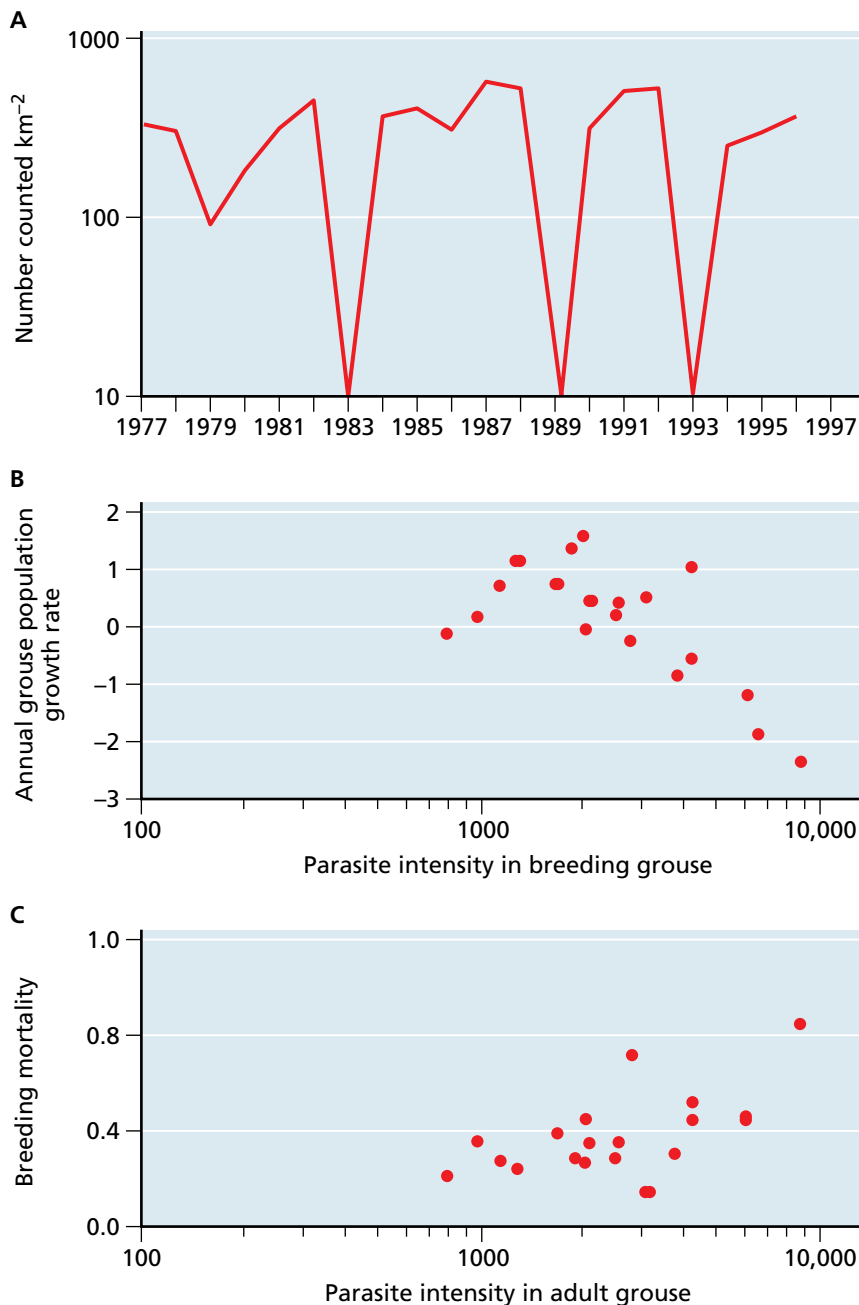 A
1000
100
10
Number counted km⁻²
1977 1979 1981 1983 1985 1987 1989 1991 1993 1995 1997
B
2
1
0
−1
−2
−3
Annual grouse population
growth rate
100 1000 10,000
Parasite intensity in breeding grouse
C
1.0
0.8
0.4
0.0
Breeding mortality
100 1000 10,000
Parasite intensity in adult grouse